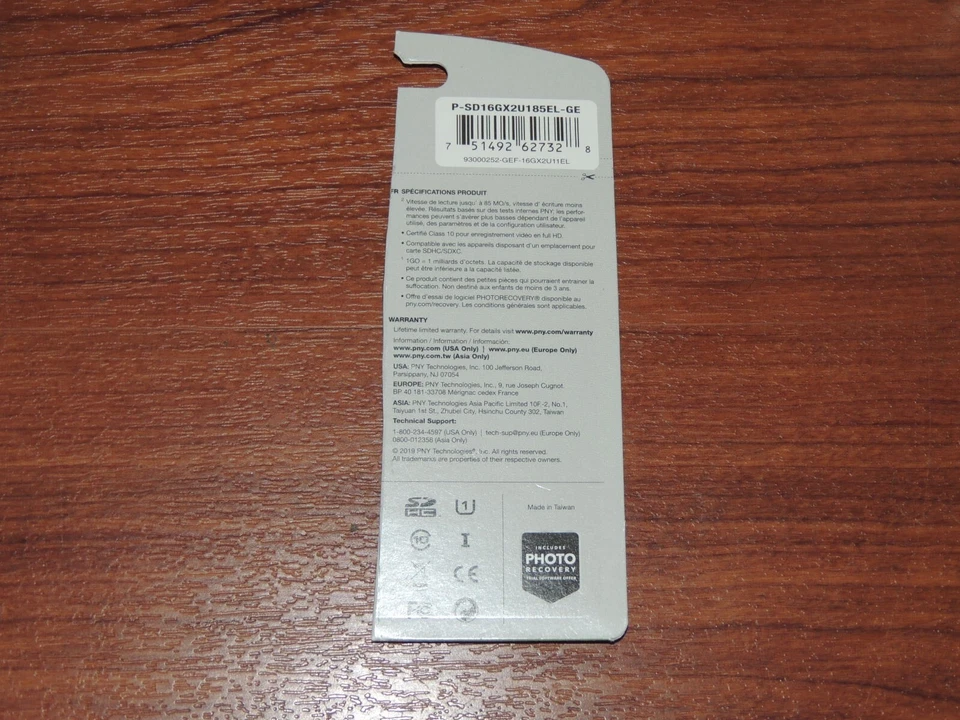 P-SD16GX2U185EL-GE
7 51492 62732 8
93000252-GEF-16GX2U11EL
FR SPÉCIFICATIONS PRODUIT
² Vitesse de lecture jusqu' à 85 MO/s, vitesse d' écriture moins
élevée. Résultats basée sur des tests internes PNY: les perfor-
mances peuvent s'avérer plus basses dépendant de l'appareil
utilisé, des paramètres et de la configuration utilisateur.
• Certifié Class 10 pour enregistrement vidéo en full HD.
• Compatible avec les appareils disposant d'un emplacement pour
carte SDHC/SDXC.
¹ 1GO = 1 milliards d'octets. La capacité de stockage disponible
peut être inférieure a la capacité listée.
• Ce produit contient des petites pièces qui pourraient entrainer la
suffocation. Non destiné aux enfants de moins de 3 ans.
• Offre d'essai de logiciel PHOTORECOVERY® disponible au
pny.com/recovery. Les conditions générales sont applicables.
WARRANTY
Lifetime limited warranty. For details visit www.pny.com/warranty
Information / Information / información:
www.pny.com (USA Only) | www.pny.eu (Europe Only)
www.pny.com.tw (Asia Only)
USA: PNY Technologies, Inc. 100 Jefferson Road,
Parsippany, NJ 07054
EUROPE: PNY Technologies, Inc., 9, rue Joseph Cugnot
BP 40 181-33708 Mérignac cedex France
ASIA: PNY Technologies Asia Pacific Limited 10F-2, No.1,
Taiyuan 1st St., Zhubei City, Hsinchu County 302, Taiwan
Technical Support:
1-800-234-4597 (USA Only) | tech-sup@pny.eu (Europe Only)
0800-012356 (Asia Only)
© 2019 PNY Technologies®, Inc. All rights reserved.
All trademarks are properties of their respective owners.
SD HC 1
Made in Taiwan
10 I
CE
FC
INCLUDES
PHOTO
RECOVERY
TRIAL SOFTWARE OFFER